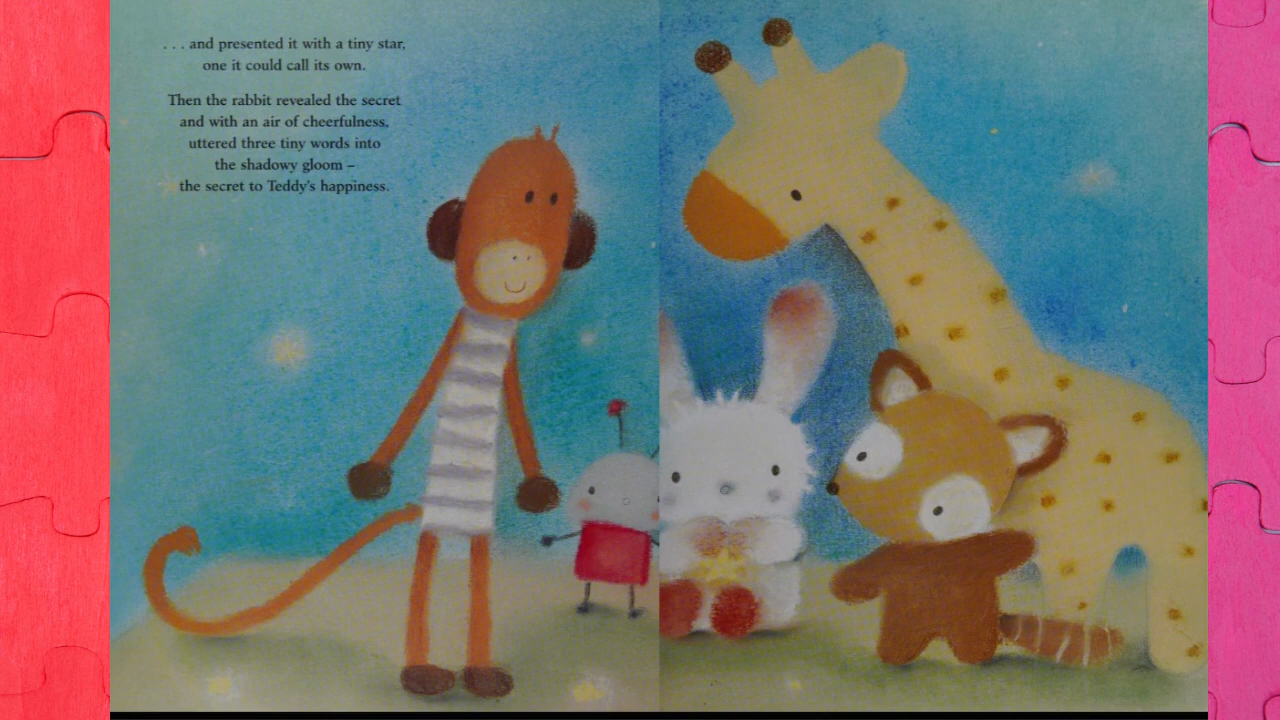 . . . and presented it with a tiny star,
one it could call its own.
Then the rabbit revealed the secret
and with an air of cheerfulness,
uttered three tiny words into
the shadowy gloom –
the secret to Teddy's happiness.